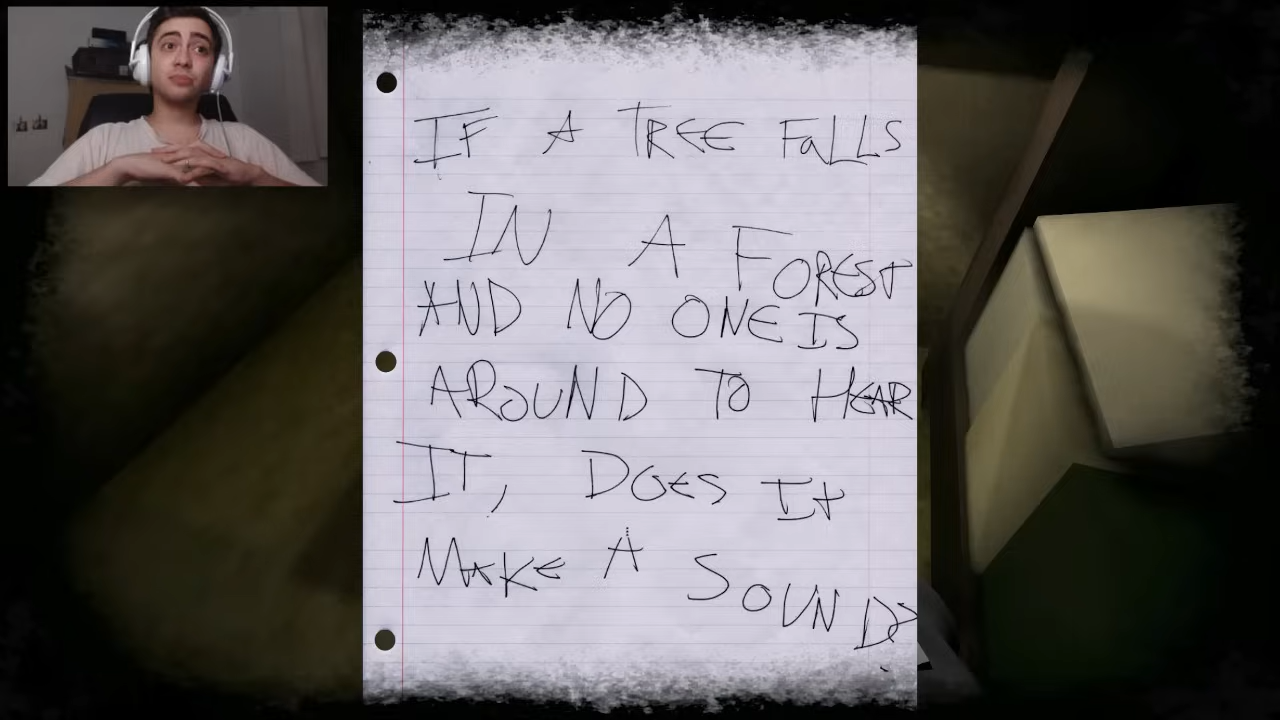 IF A TREE FaLLS
IN A FOREST
AND NO ONE IS
AROUND TO HEAR
IT, DOES It
MAKE A SOUND?